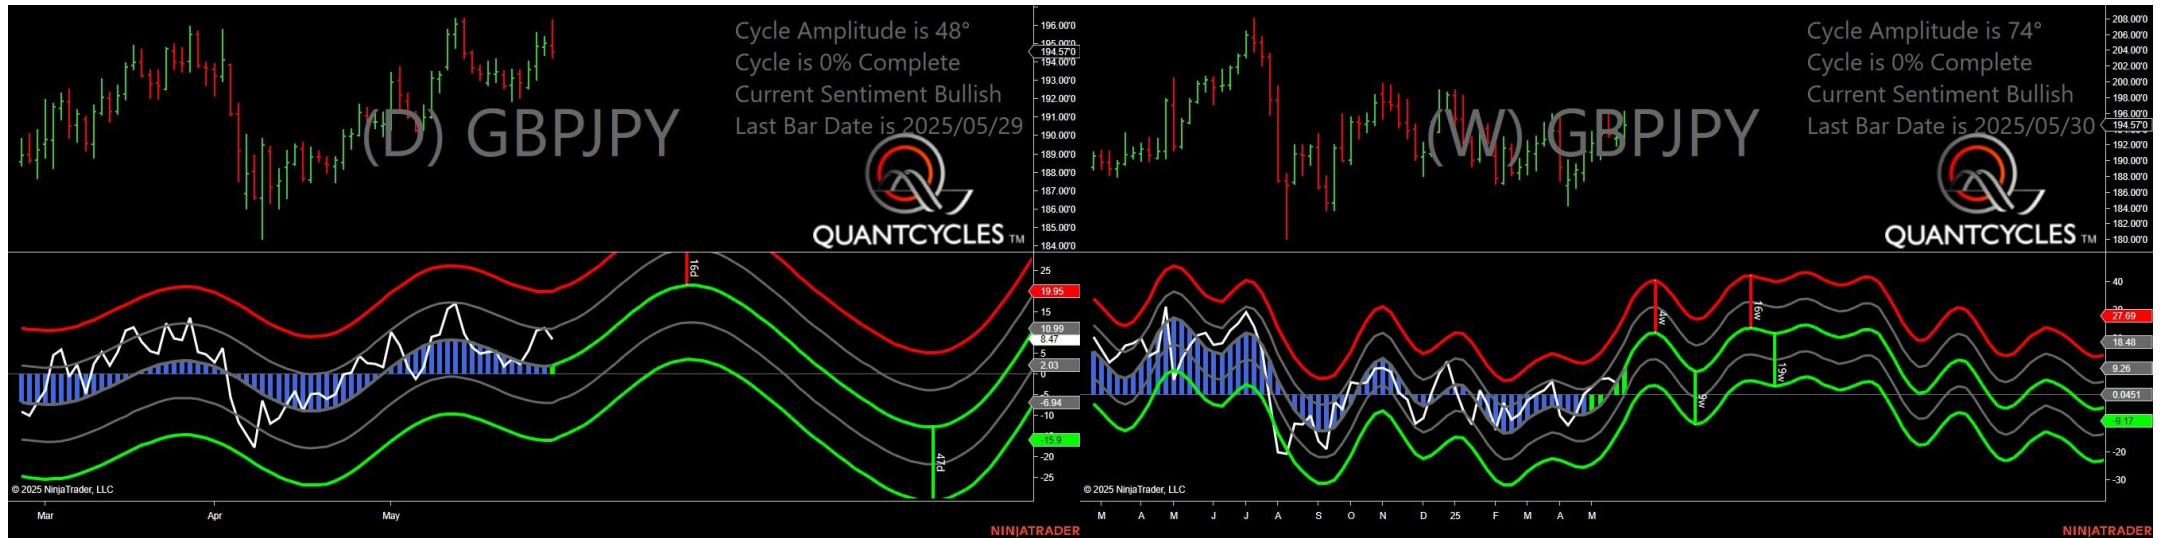 Cycle Amplitude is 48°
Cycle is 0% Complete
Current Sentiment Bullish
Last Bar Date is 2025/05/29
(D) GBPJPY
QUANTCYCLES TM
196.00'0
195.00'0
194.57'0
194.00'0
193.00'0
192.00'0
191.00'0
190.00'0
189.00'0
188.00'0
187.00'0
186.00'0
185.00'0
184.00'0
16d
47d
25
19.95
15
10.99
8.47
5
2.03
0
-5
-6.94
-10
-15.9
-20
-25
© 2025 NinjaTrader, LLC
Mar
Apr
May
NINJATRADER
Cycle Amplitude is 74°
Cycle is 0% Complete
Current Sentiment Bullish
Last Bar Date is 2025/05/30
(W) GBPJPY
QUANTCYCLES TM
208.00'0
206.00'0
204.00'0
202.00'0
200.00'0
198.00'0
196.00'0
194.57'0
192.00'0
190.00'0
188.00'0
186.00'0
184.00'0
182.00'0
180.00'0
4w
16w
9w
19w
40
27.69
18.48
9.26
0.0451
-9.17
-20
-30
© 2025 NinjaTrader, LLC
M A M J J A S O N D 25 F M A M
NINJATRADER